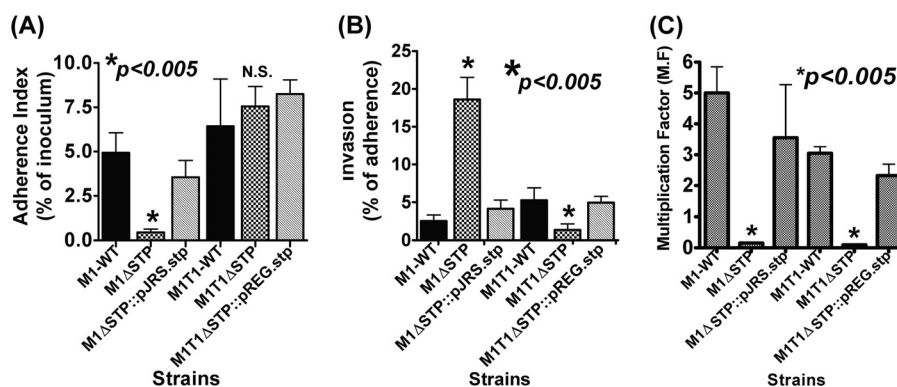 (A)
Adherence Index
(% of inoculum)
10.0
7.5
5.0
2.5
0.0
*p<0.005
N.S.
*
M1-WT
M1ΔSTP
M1ΔSTP::pJRS.stp
M1T1-WT
M1T1ΔSTP
M1T1ΔSTP::pREG.stp
Strains
(B)
Invasion
(% of adherence)
25
20
15
10
5
0
*
*p<0.005
*
M1-WT
M1ΔSTP
M1ΔSTP::pJRS.stp
M1T1-WT
M1T1ΔSTP
M1T1ΔSTP::pREG.stp
Strains
(C)
Multiplication Factor (M.F)
6
5
4
3
2
1
0
*p<0.005
*
*
M1-WT
M1ΔSTP
M1ΔSTP::pJRS.stp
M1T1-WT
M1T1ΔSTP
M1T1ΔSTP::pREG.stp
Strains